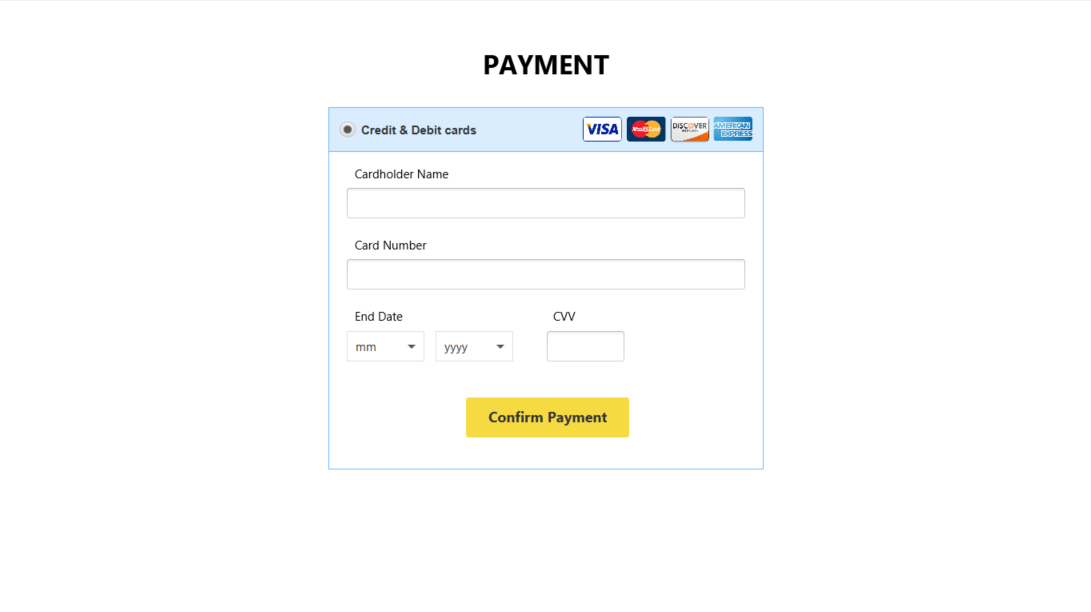 PAYMENT
Credit & Debit cards VISA MasterCard DISCOVER AMERICAN EXPRESS
Cardholder Name
Card Number
End Date CVV
mm yyyy
Confirm Payment